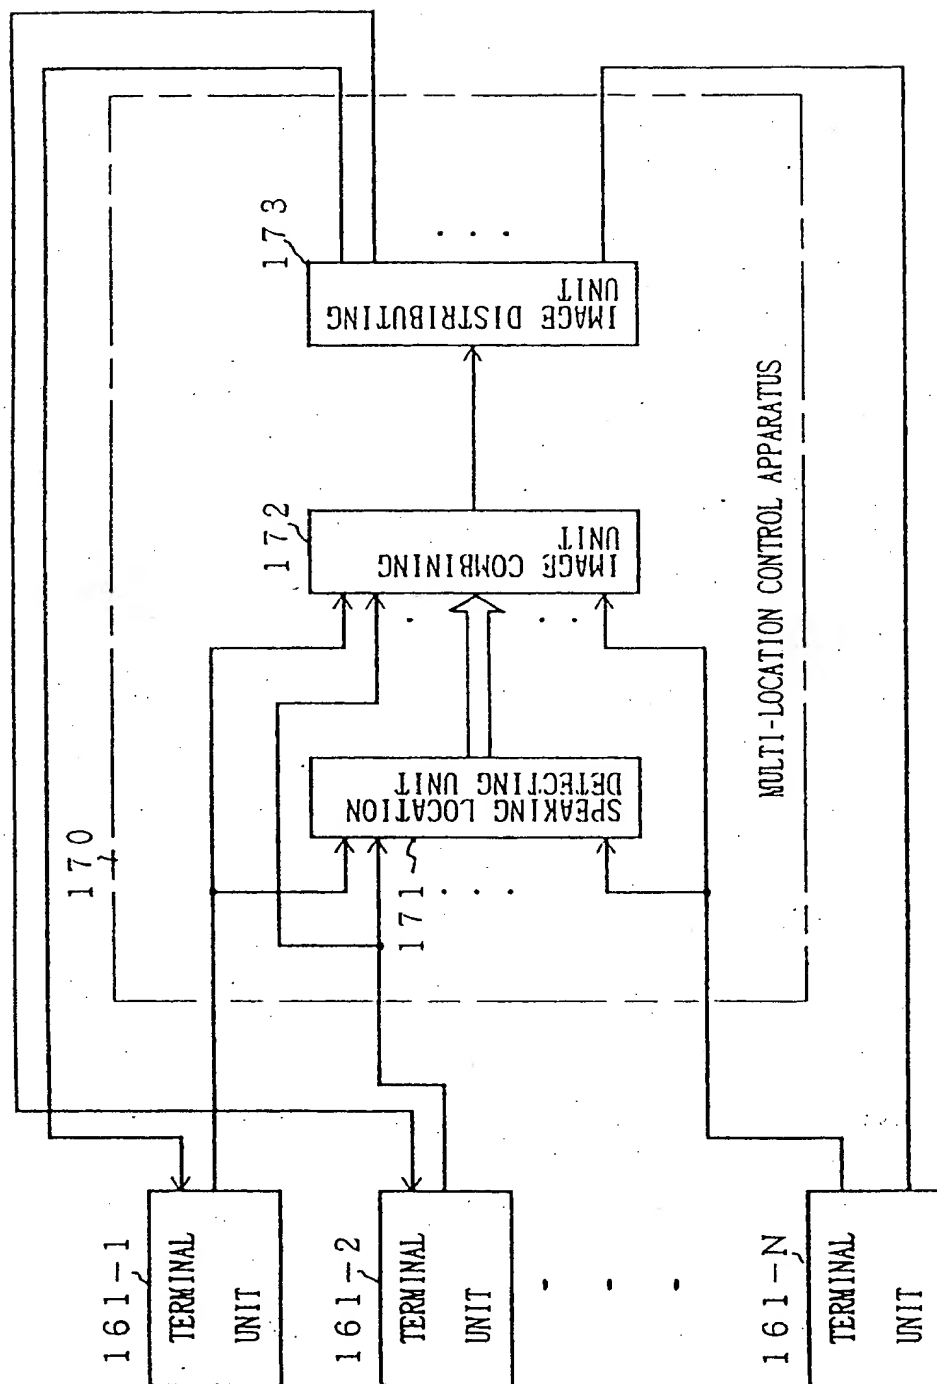 161-1
TERMINAL
UNIT
161-2
TERMINAL
UNIT
161-N
TERMINAL
UNIT
170
171
SPEAKING LOCATION
DETECTING UNIT
172
IMAGE COMBINING
UNIT
173
IMAGE DISTRIBUTING
UNIT
MULTI-LOCATION CONTROL APPARATUS